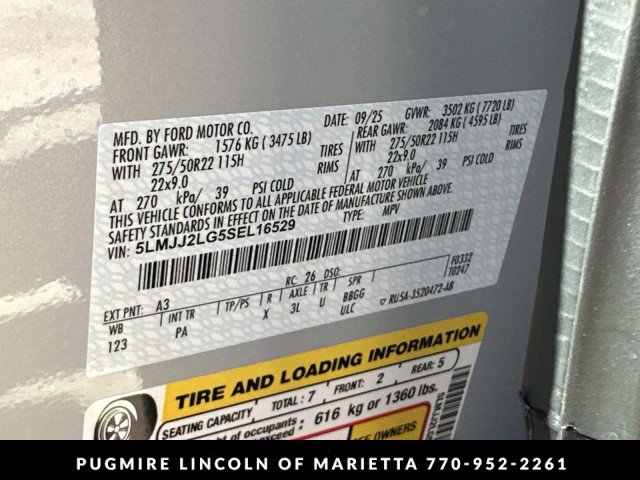 MFD. BY FORD MOTOR CO.
DATE: 09/25 GVWR: 3502 KG ( 7720 LB)
FRONT GAWR: 1576 KG ( 3475 LB) REAR GAWR: 2084 KG ( 4595 LB)
WITH 275/50R22 115H TIRES WITH 275/50R22 115H TIRES
22x9.0 RIMS 22x9.0 RIMS
AT 270 kPa/ 39 PSI COLD AT 270 kPa/ 39 PSI COLD
THIS VEHICLE CONFORMS TO ALL APPLICABLE FEDERAL MOTOR VEHICLE
SAFETY STANDARDS IN EFFECT ON THE DATE OF MANUFACTURE SHOWN ABOVE.
VIN: 5LMJJ2LG5SEL16529 TYPE: MPV
EXT PNT: A3 RC: 26 DSO: F0332
WB INT TR TP/PS R AXLE TR SPR T0247
123 PA X 3L U BBGG
ULC RU5A-3520472-AB
TIRE AND LOADING INFORMATION
SEATING CAPACITY, TOTAL: 7 FRONT: 2 REAR: 5
of occupants 616 kg or 1360 lbs.
OWNERS
PUGMIRE LINCOLN OF MARIETTA 770-952-2261